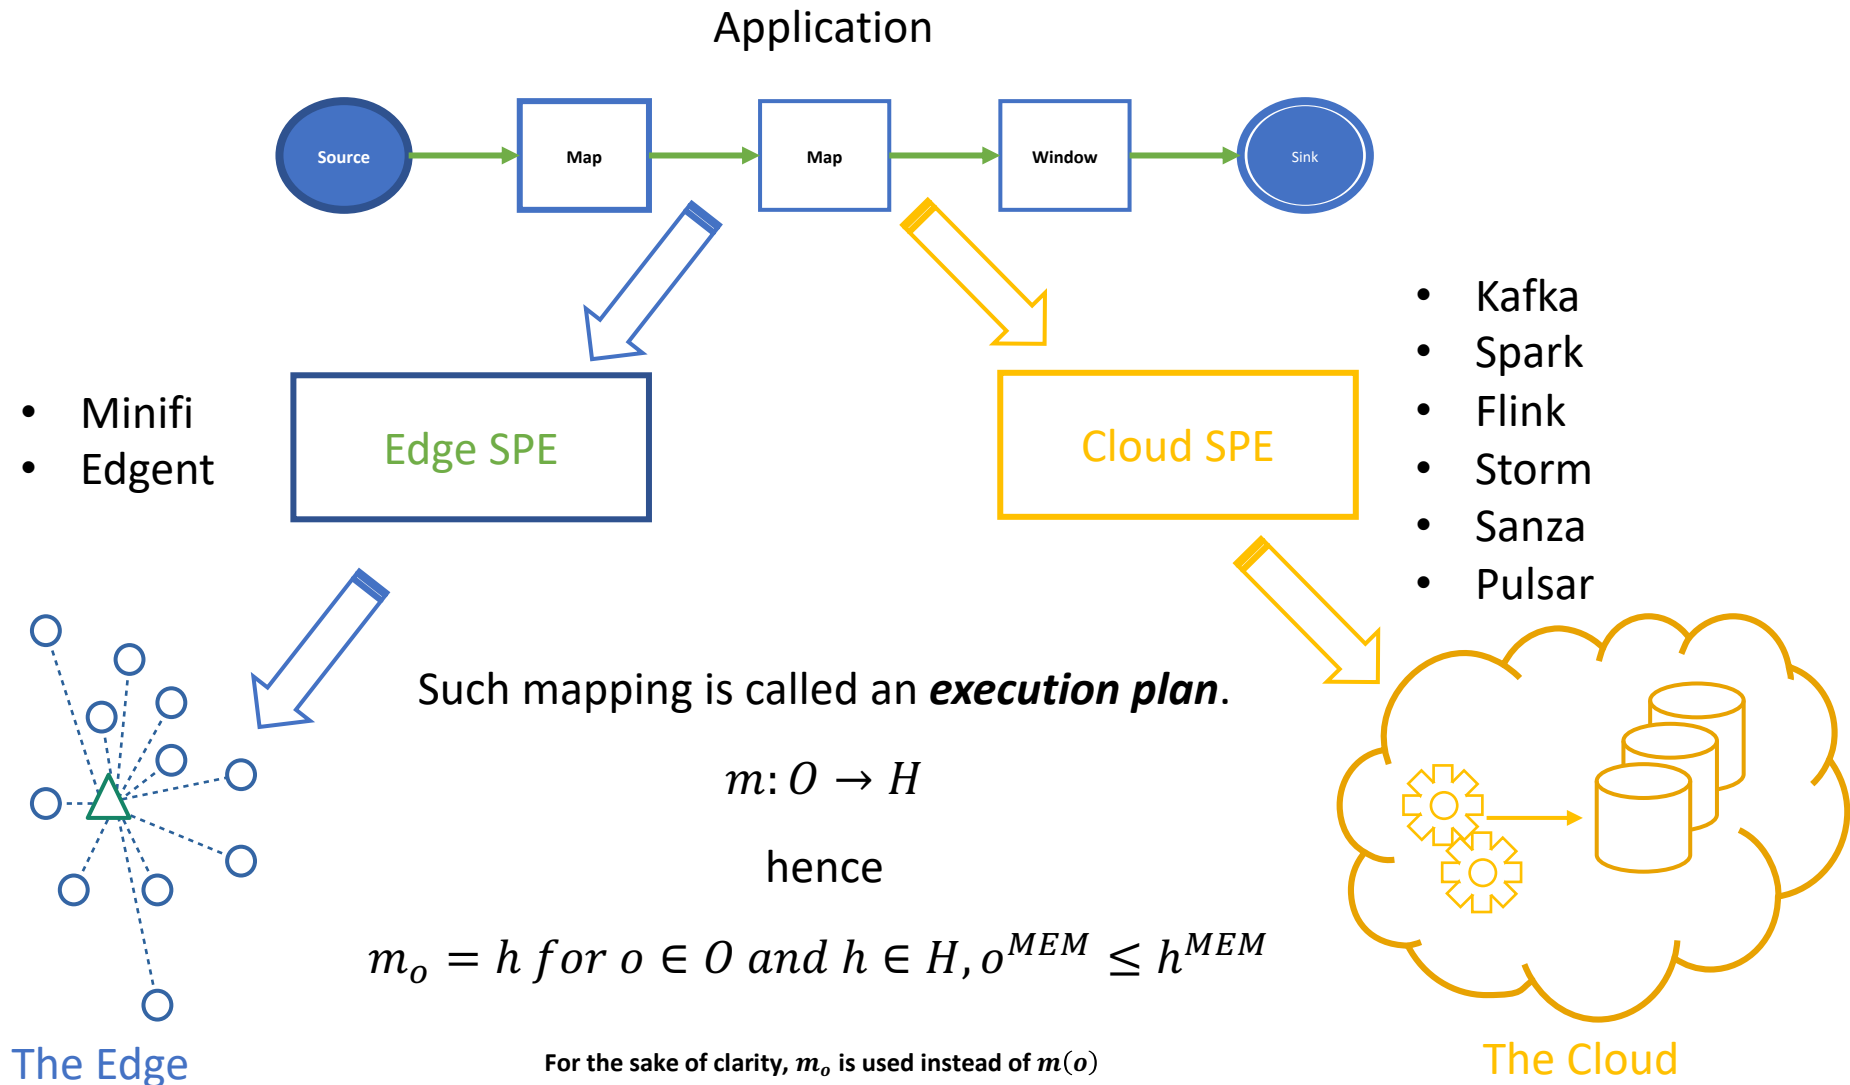 Application
Source
Map
Map
Window
Sink
• Minifi
• Edgent
Edge SPE
Cloud SPE
• Kafka
• Spark
• Flink
• Storm
• Sanza
• Pulsar
Such mapping is called an execution plan.
m: O → H
hence
m_o = h for o ∈ O and h ∈ H, o^MEM ≤ h^MEM
For the sake of clarity, m_o is used instead of m(o)
The Edge
The Cloud